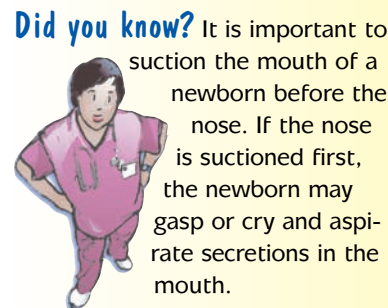 Did you know? It is important to
suction the mouth of a
newborn before the
nose. If the nose
is suctioned first,
the newborn may
gasp or cry and aspi-
rate secretions in the
mouth.